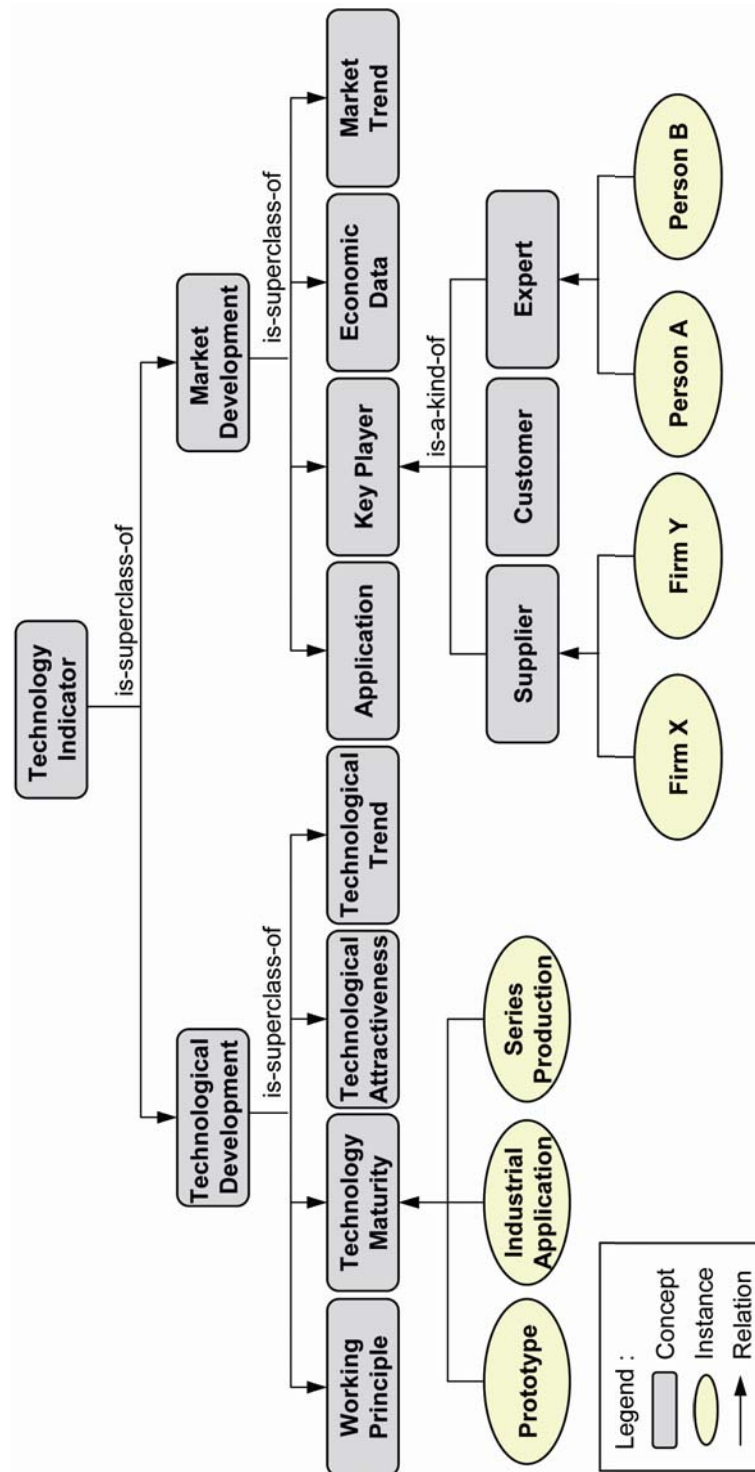 Technology
Indicator
is-superclass-of
Technological
Development
Market
Development
is-superclass-of
is-superclass-of
Working
Principle
Technology
Maturity
Technological
Attractiveness
Technological
Trend
Application
Key Player
Economic
Data
Market
Trend
is-a-kind-of
Prototype
Industrial
Application
Series
Production
Supplier
Customer
Expert
Firm X
Firm Y
Person A
Person B
Legend :
Concept
Instance
Relation